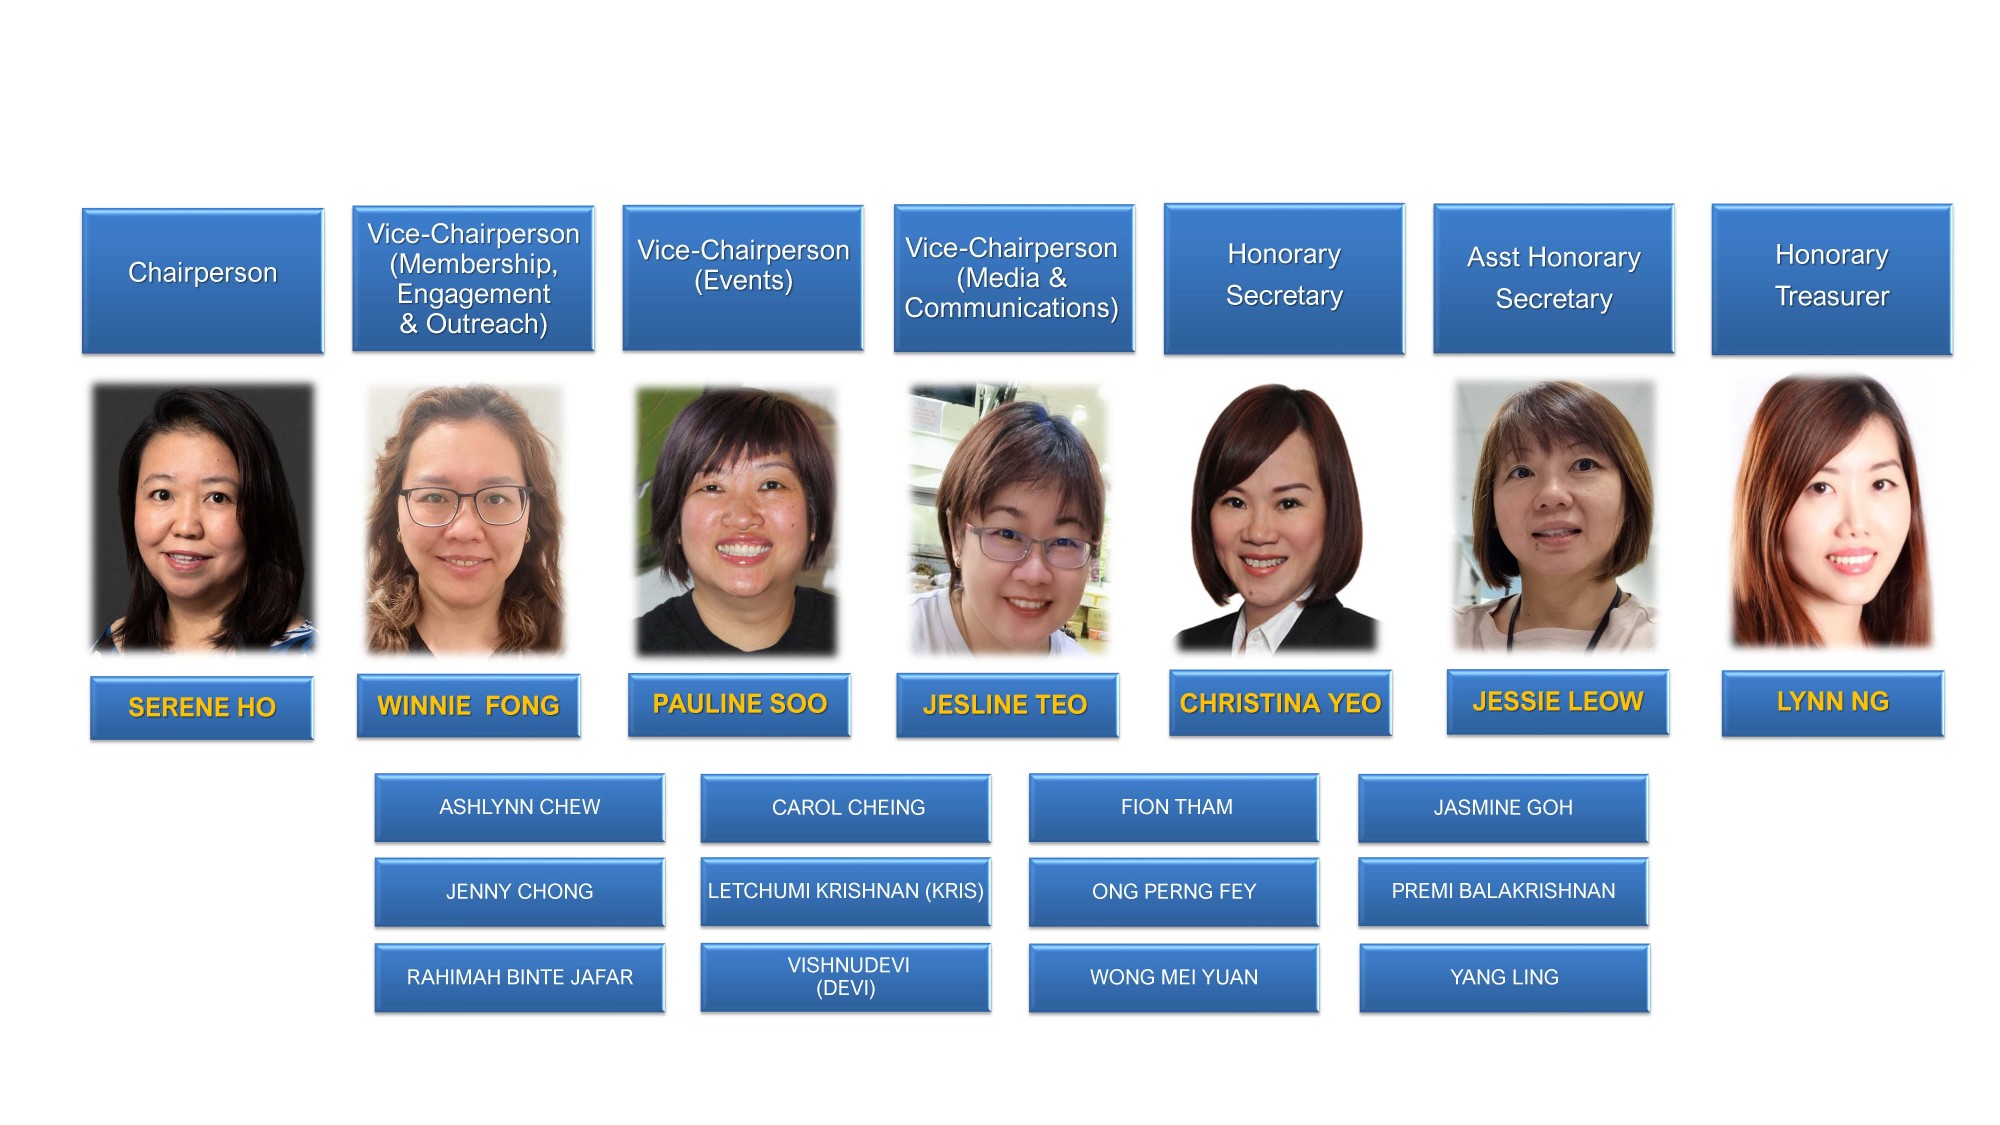 Chairperson
Vice-Chairperson
(Membership,
Engagement
& Outreach)
Vice-Chairperson
(Events)
Vice-Chairperson
(Media &
Communications)
Honorary
Secretary
Asst Honorary
Secretary
Honorary
Treasurer
SERENE HO
WINNIE FONG
PAULINE SOO
JESLINE TEO
CHRISTINA YEO
JESSIE LEOW
LYNN NG
ASHLYNN CHEW
CAROL CHEING
FION THAM
JASMINE GOH
JENNY CHONG
LETCHUMI KRISHNAN (KRIS)
ONG PERNG FEY
PREMI BALAKRISHNAN
RAHIMAH BINTE JAFAR
VISHNUDEVI
(DEVI)
WONG MEI YUAN
YANG LING